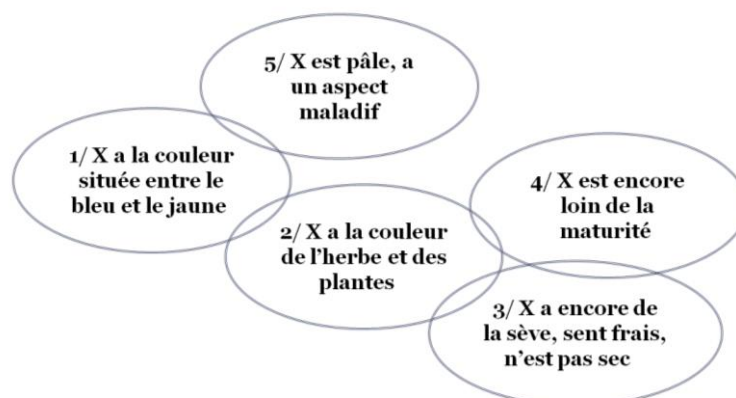 5/ X est pâle, a
un aspect
maladif
1/ X a la couleur
située entre le
bleu et le jaune
2/ X a la couleur
de l'herbe et des
plantes
4/ X est encore
loin de la
maturité
3/ X a encore de
la sève, sent frais,
n'est pas sec